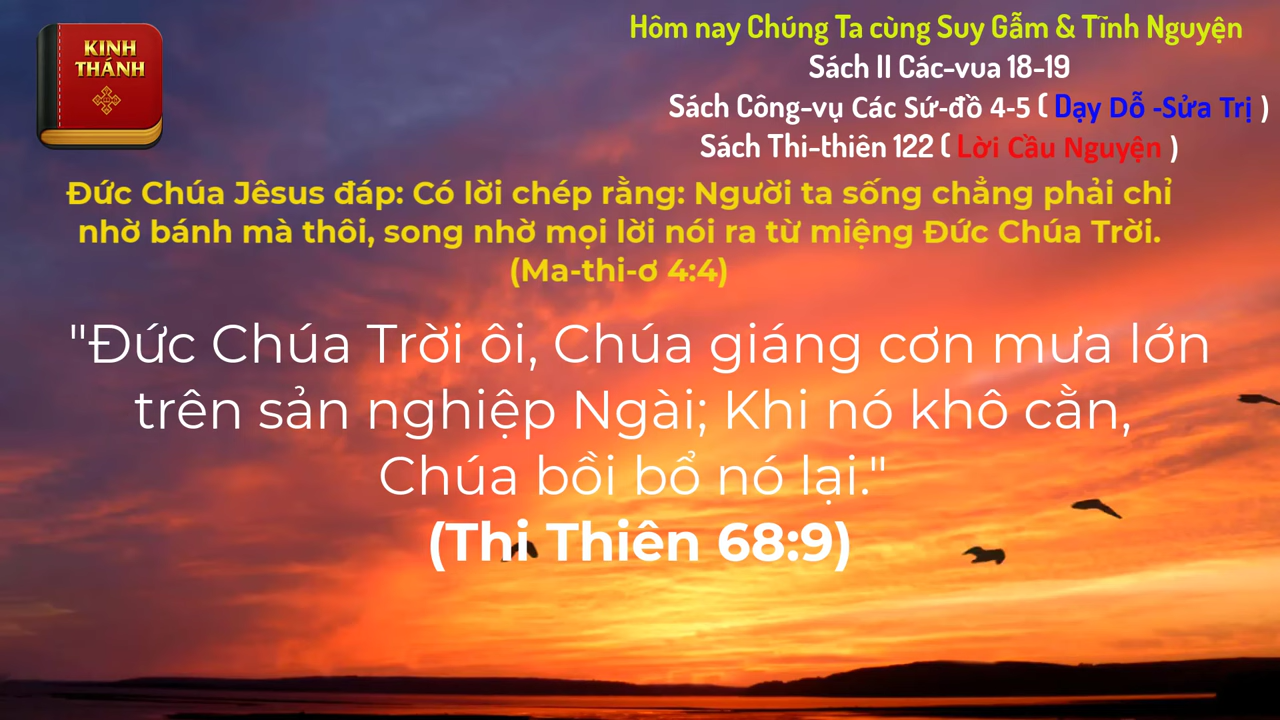 KINH
THÁNH
Hôm nay Chúng Ta cùng Suy Gẫm & Tĩnh Nguyện
Sách II Các-vua 18-19
Sách Công-vụ Các Sứ-đồ 4-5 ( Dạy Dỗ -Sửa Trị )
Sách Thi-thiên 122 ( Lời Cầu Nguyện )
Đức Chúa Jêsus đáp: Có lời chép rằng: Người ta sống chẳng phải chỉ
nhờ bánh mà thôi, song nhờ mọi lời nói ra từ miệng Đức Chúa Trời.
(Ma-thi-ơ 4:4)
"Đức Chúa Trời ôi, Chúa giáng cơn mưa lớn
trên sản nghiệp Ngài; Khi nó khô cằn,
Chúa bồi bổ nó lại."
(Thi Thiên 68:9)